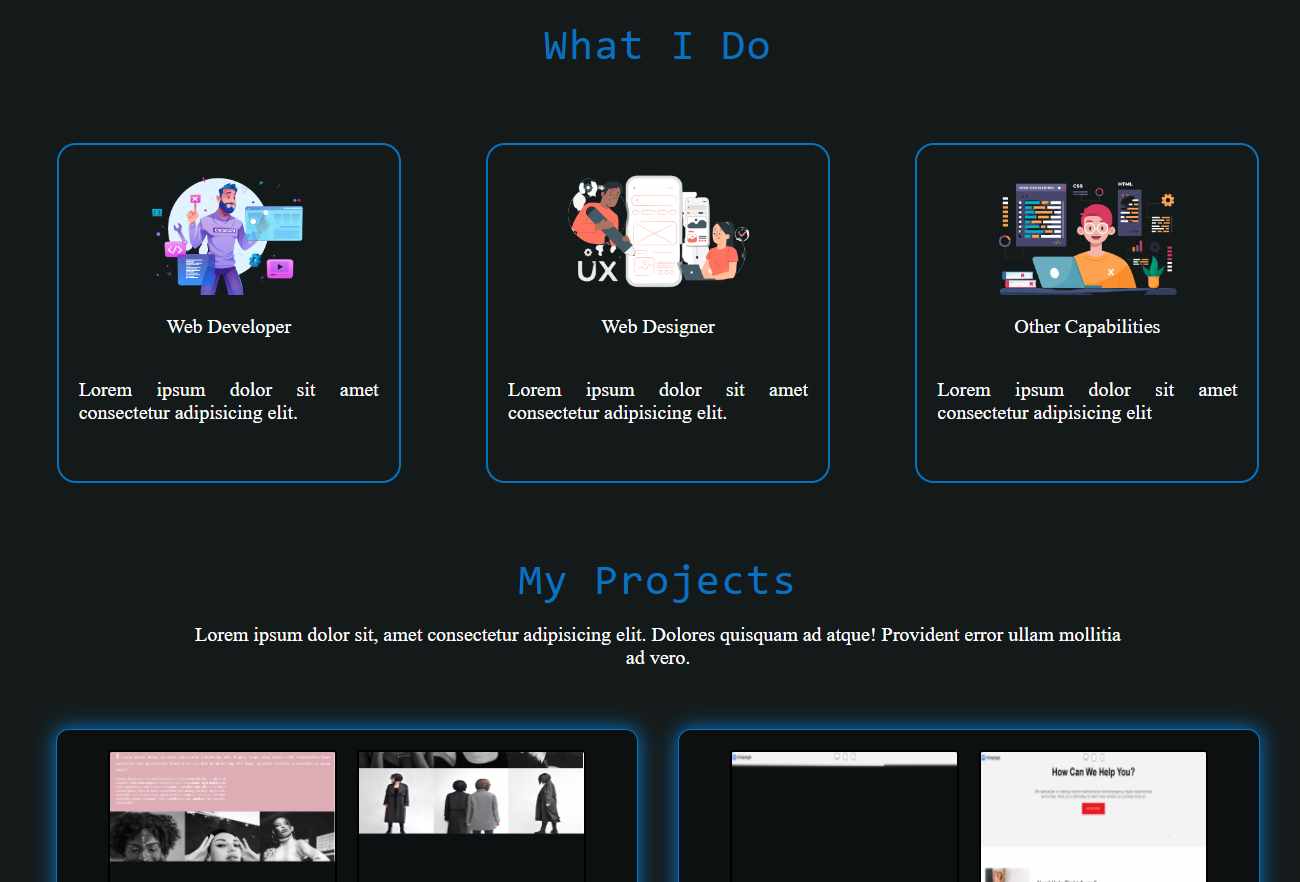 What I Do
UX
CSS
HTML
Web Developer
Web Designer
Other Capabilities
Lorem ipsum dolor sit amet
consectetur adipisicing elit.
Lorem ipsum dolor sit amet
consectetur adipisicing elit.
Lorem ipsum dolor sit amet
consectetur adipisicing elit
My Projects
Lorem ipsum dolor sit, amet consectetur adipisicing elit. Dolores quisquam ad atque! Provident error ullam mollitia
ad vero.
How Can We Help You?